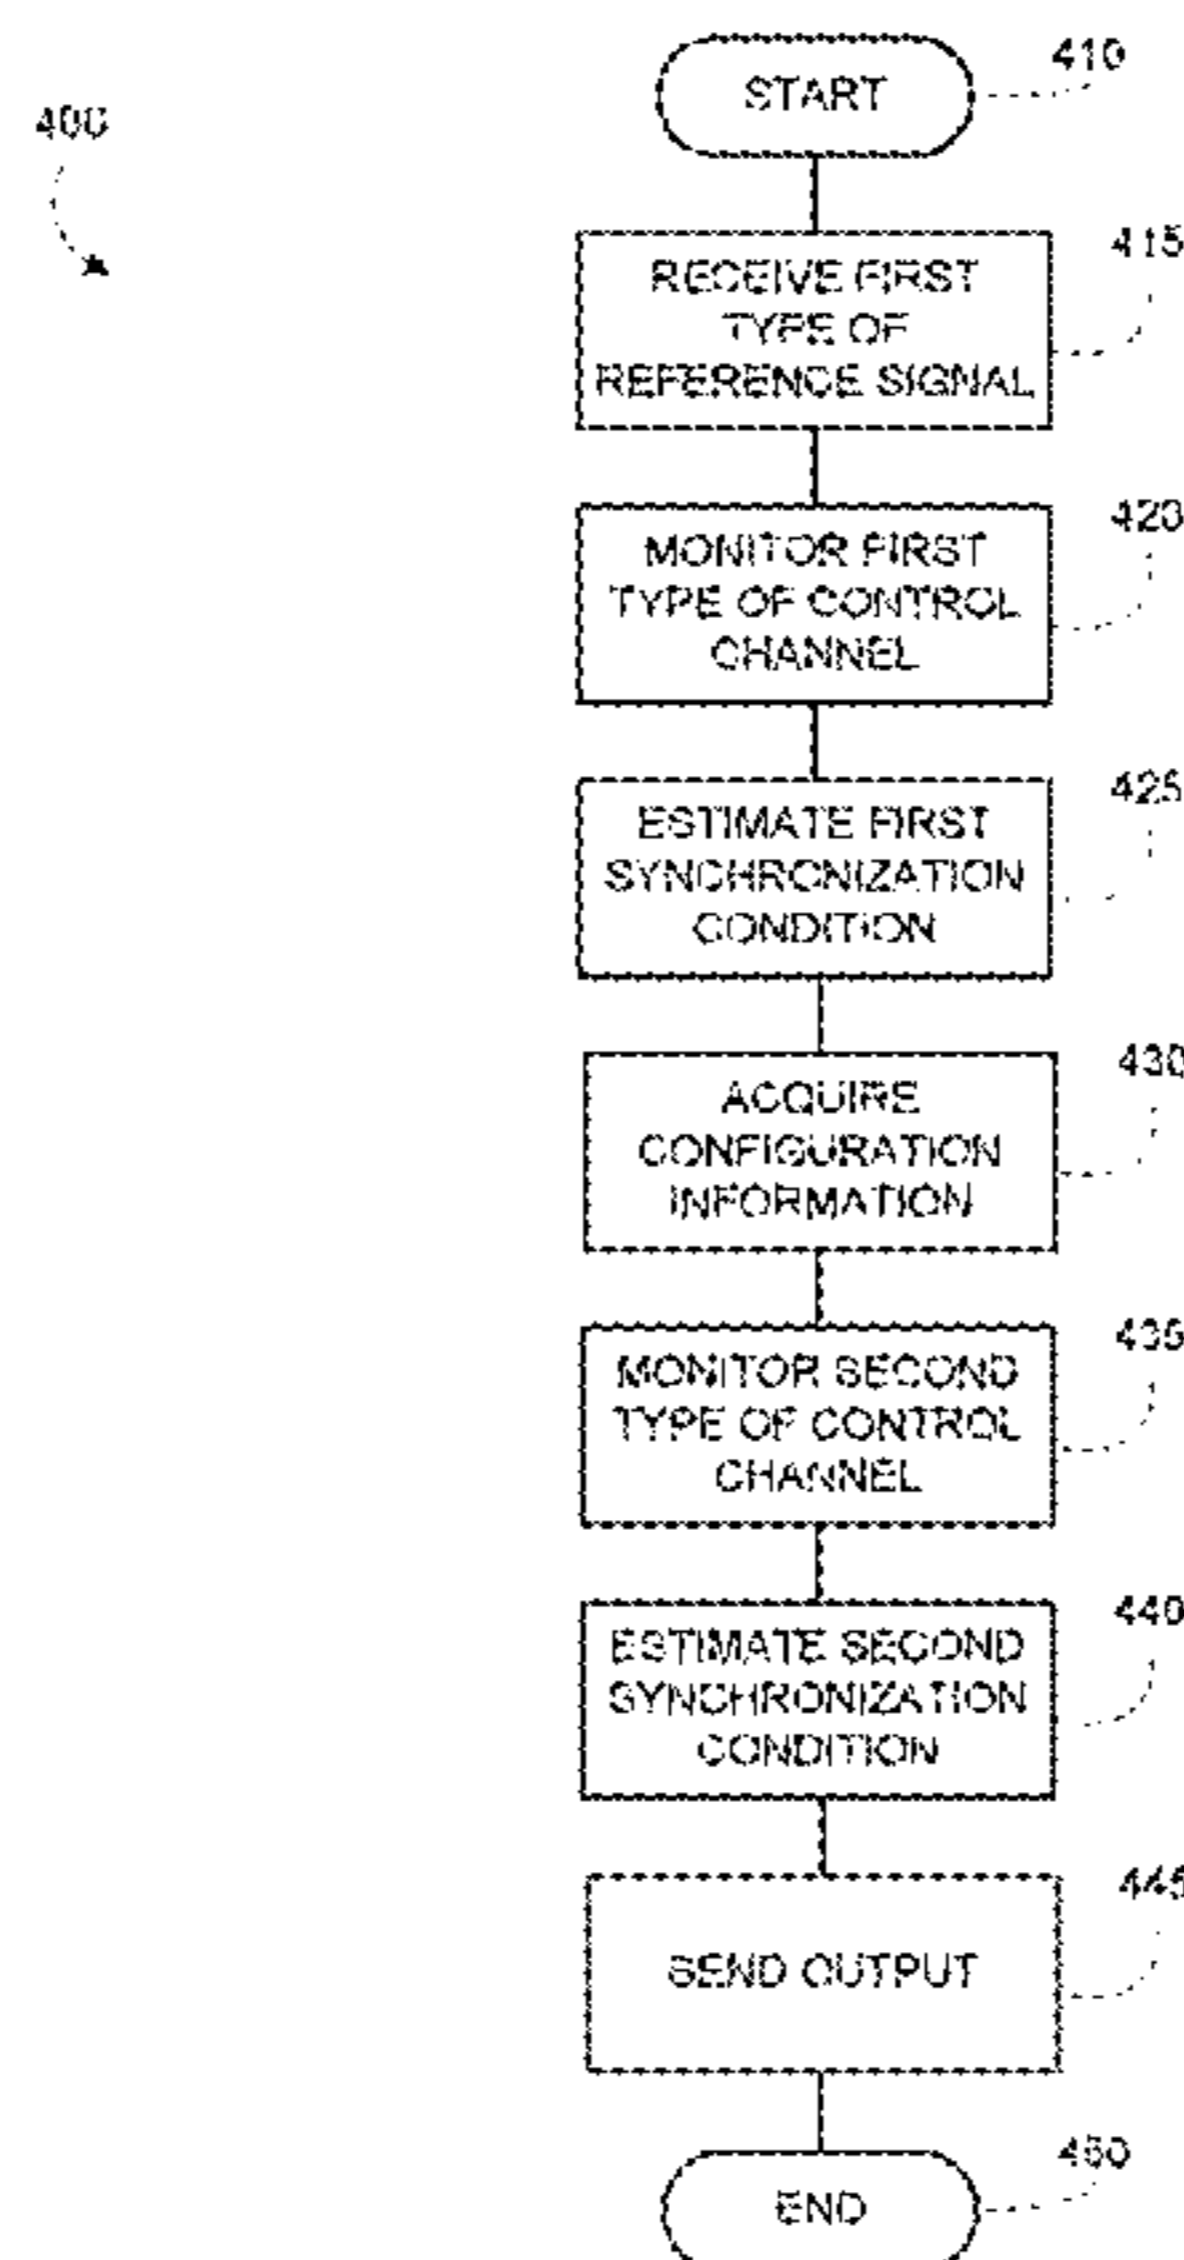 410
START
400
415
RECEIVE FIRST
TYPE OF
REFERENCE SIGNAL
420
MONITOR FIRST
TYPE OF CONTROL
CHANNEL
425
ESTIMATE FIRST
SYNCHRONIZATION
CONDITION
430
ACQUIRE
CONFIGURATION
INFORMATION
435
MONITOR SECOND
TYPE OF CONTROL
CHANNEL
440
ESTIMATE SECOND
SYNCHRONIZATION
CONDITION
445
SEND OUTPUT
450
END